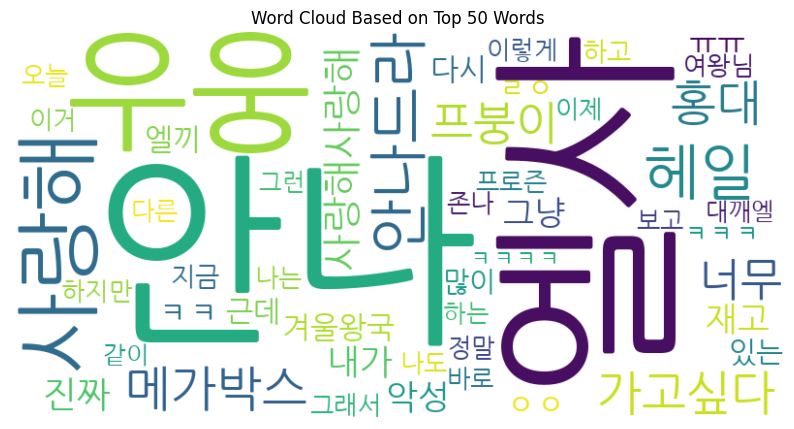 Word Cloud Based on Top 50 Words
오늘
우웅
사랑해사랑해
안나드라
다시
이렇게
하고
ㅠㅠ
여왕님
이거
엘끼
프붕이
이제
홍대
사랑해
안나
엘사
헤일
다른
그런
프로즌
존나
그냥
보고
대깨엘
ㅋㅋㅋ
ㅋㅋㅋㅋ
지금
나는
많이
너무
하지만
ㅋㅋ
근데
하는
재고
겨울왕국
같이
내가
나도
정말
있는
진짜
메가박스
그래서
악성
바로
ㅇㅇ
가고싶다